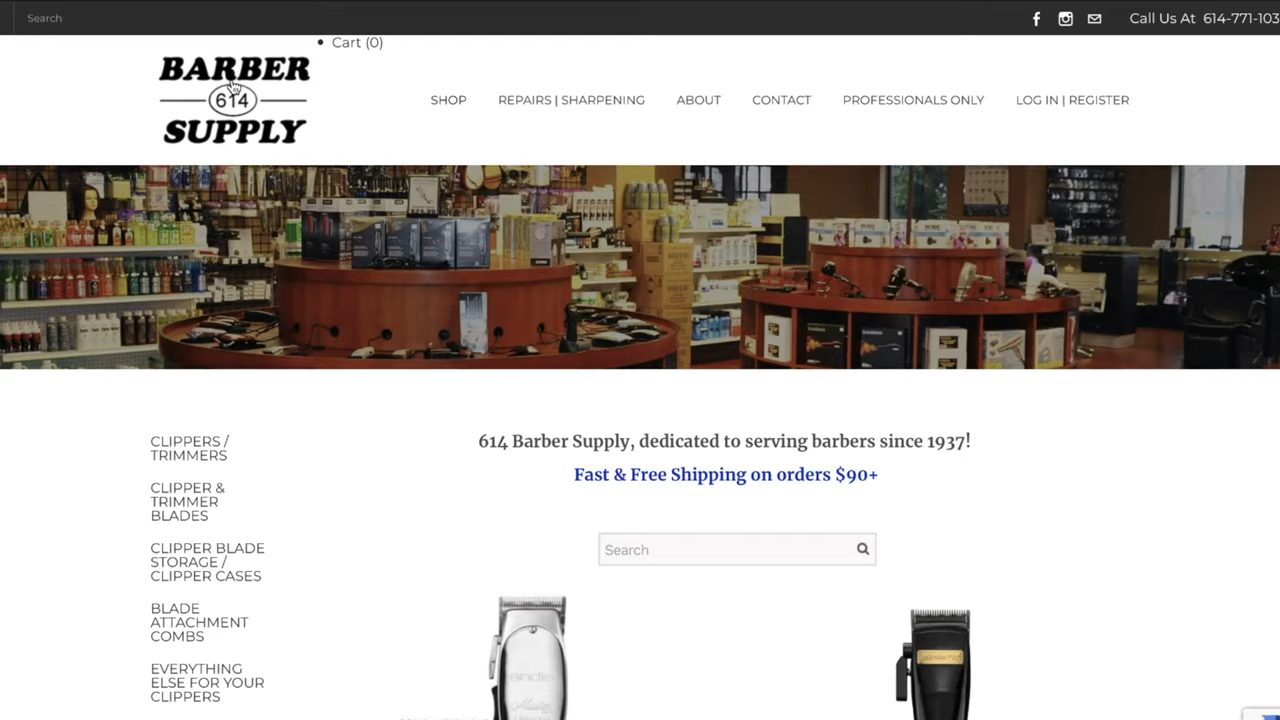 Search
Call Us At 614-771-103
Cart (0)
BARBER
614
SUPPLY
SHOP
REPAIRS | SHARPENING
ABOUT
CONTACT
PROFESSIONALS ONLY
LOG IN | REGISTER
CLIPPERS /
TRIMMERS
CLIPPER &
TRIMMER
BLADES
CLIPPER BLADE
STORAGE /
CLIPPER CASES
BLADE
ATTACHMENT
COMBS
EVERYTHING
ELSE FOR YOUR
CLIPPERS
614 Barber Supply, dedicated to serving barbers since 1937!
Fast & Free Shipping on orders $90+
Search
andis
Master